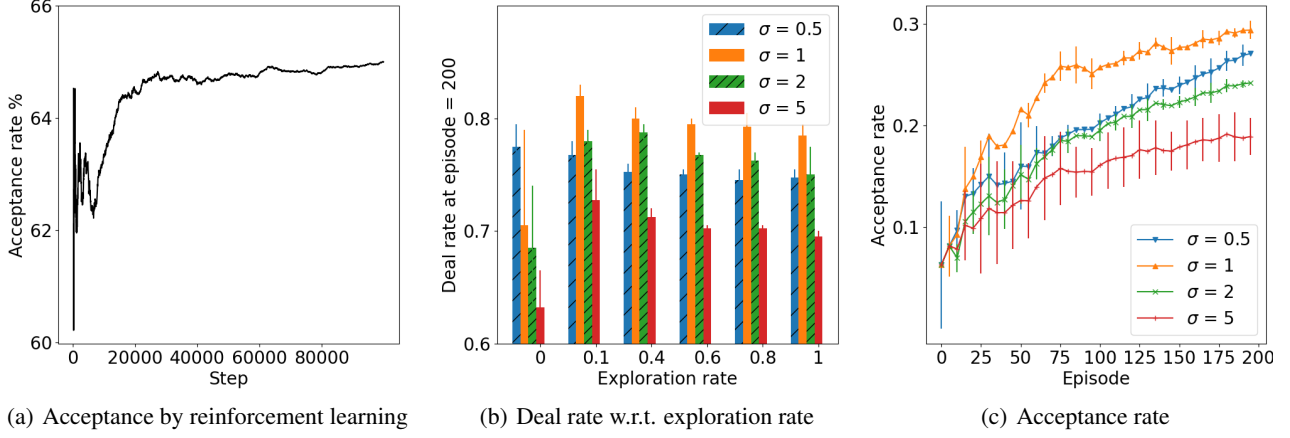 66
64
62
60
Acceptance rate %
0 20000 40000 60000 80000
Step
(a) Acceptance by reinforcement learning
0.8
0.7
0.6
Deal rate at episode = 200
σ = 0.5
σ = 1
σ = 2
σ = 5
0 0.1 0.4 0.6 0.8 1
Exploration rate
(b) Deal rate w.r.t. exploration rate
0.3
0.2
0.1
Acceptance rate
σ = 0.5
σ = 1
σ = 2
σ = 5
0 25 50 75 100 125 150 175 200
Episode
(c) Acceptance rate